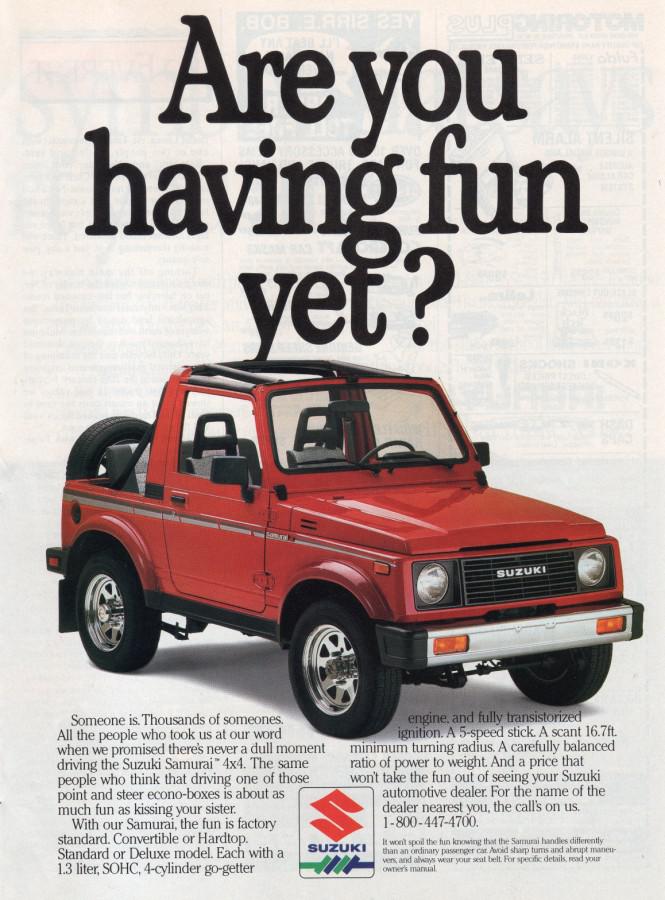 Are you
having fun
yet?
SUZUKI
Samurai
Someone is. Thousands of someones.
All the people who took us at our word
when we promised there's never a dull moment
driving the Suzuki Samurai™ 4x4. The same
people who think that driving one of those
point and steer econo-boxes is about as
much fun as kissing your sister.
With our Samurai, the fun is factory
standard. Convertible or Hardtop.
Standard or Deluxe model. Each with a
1.3 liter, SOHC, 4-cylinder go-getter
engine, and fully transistorized
ignition. A 5-speed stick. A scant 16.7ft.
minimum turning radius. A carefully balanced
ratio of power to weight. And a price that
won't take the fun out of seeing your Suzuki
automotive dealer. For the name of the
dealer nearest you, the call's on us.
1-800-447-4700.
SUZUKI
It won't spoil the fun knowing that the Samurai handles differently
than an ordinary passenger car. Avoid sharp turns and abrupt maneu-
vers, and always wear your seat belt. For specific details, read your
owner's manual.